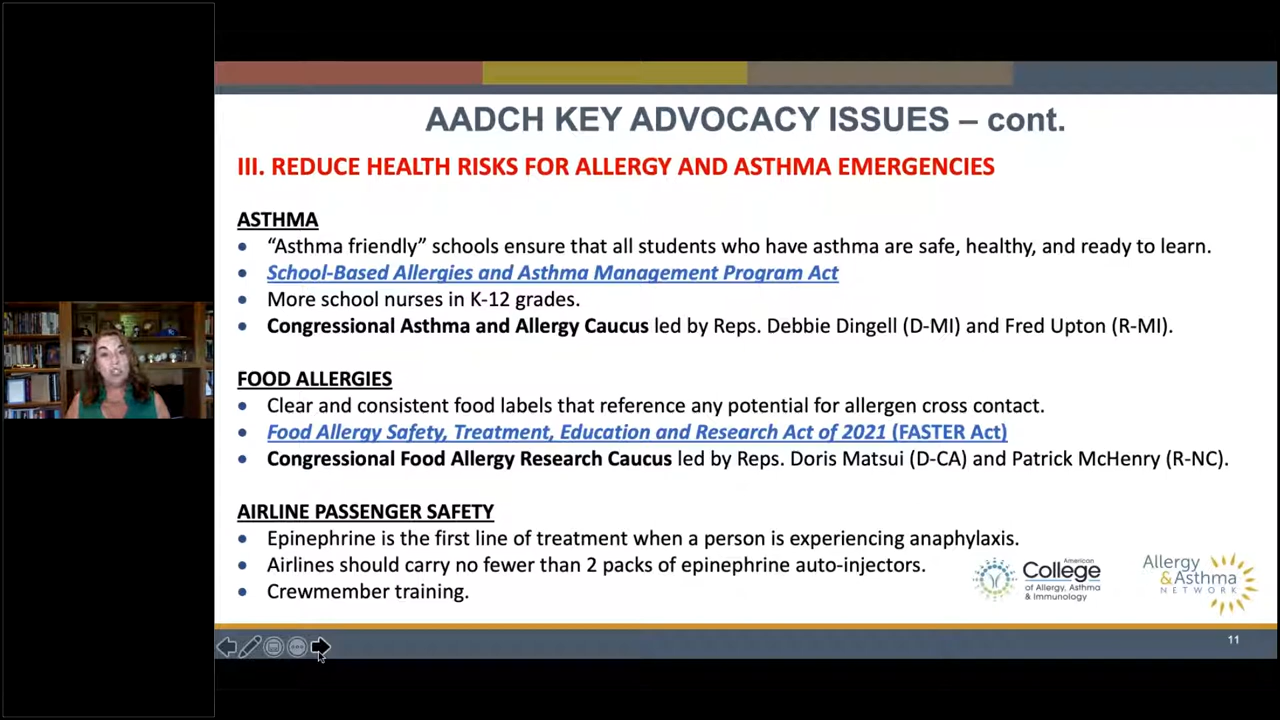 AADCH KEY ADVOCACY ISSUES – cont.
III. REDUCE HEALTH RISKS FOR ALLERGY AND ASTHMA EMERGENCIES
ASTHMA
• “Asthma friendly” schools ensure that all students who have asthma are safe, healthy, and ready to learn.
• School-Based Allergies and Asthma Management Program Act
• More school nurses in K-12 grades.
• Congressional Asthma and Allergy Caucus led by Reps. Debbie Dingell (D-MI) and Fred Upton (R-MI).
FOOD ALLERGIES
• Clear and consistent food labels that reference any potential for allergen cross contact.
• Food Allergy Safety, Treatment, Education and Research Act of 2021 (FASTER Act)
• Congressional Food Allergy Research Caucus led by Reps. Doris Matsui (D-CA) and Patrick McHenry (R-NC).
AIRLINE PASSENGER SAFETY
• Epinephrine is the first line of treatment when a person is experiencing anaphylaxis.
• Airlines should carry no fewer than 2 packs of epinephrine auto-injectors.
• Crewmember training.
American
College
of Allergy, Asthma
& Immunology
Allergy
& Asthma
NETWORK
11